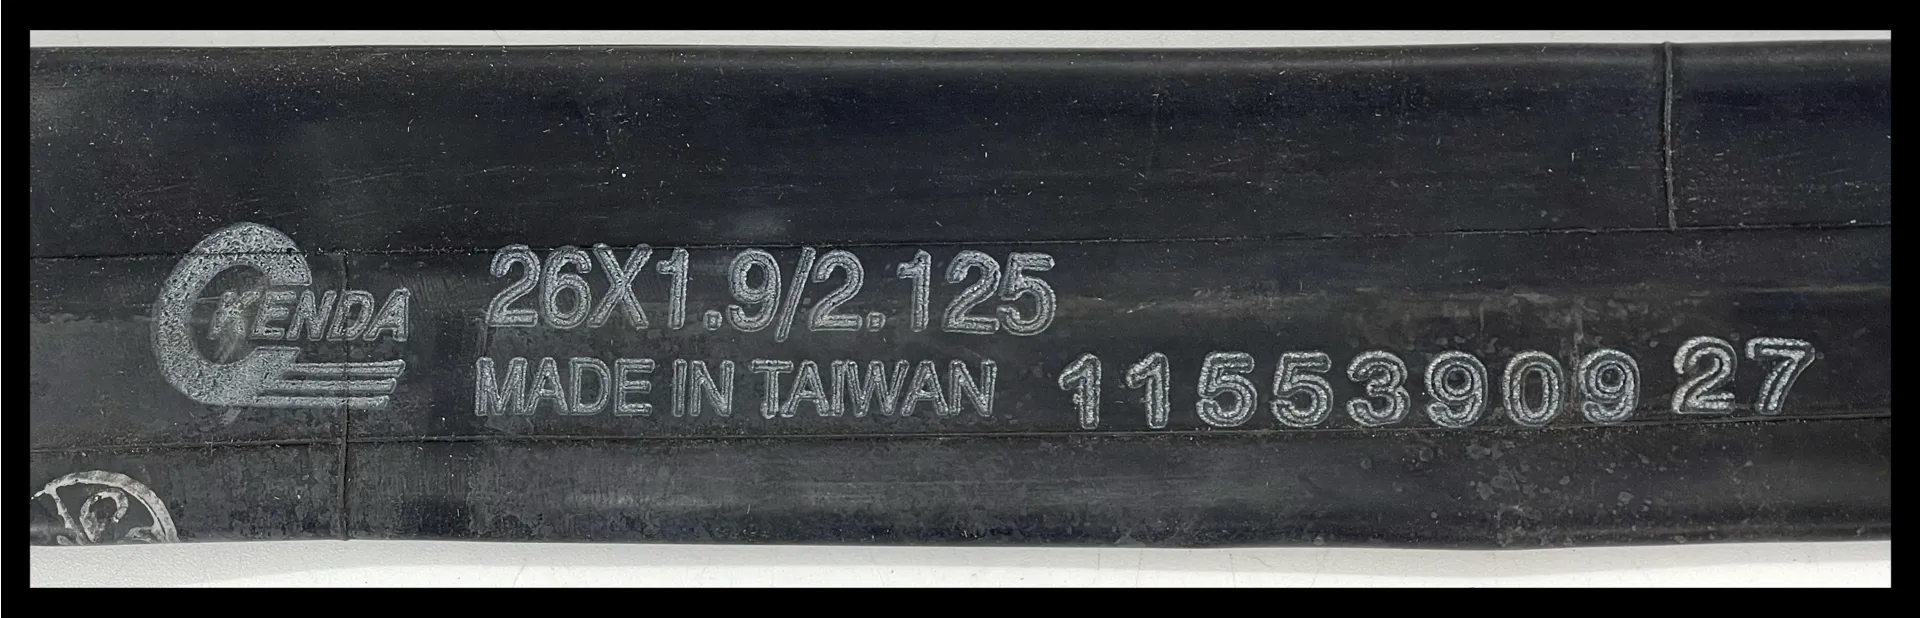 KENDA
26X1.9/2.125
MADE IN TAIWAN 11553909 27